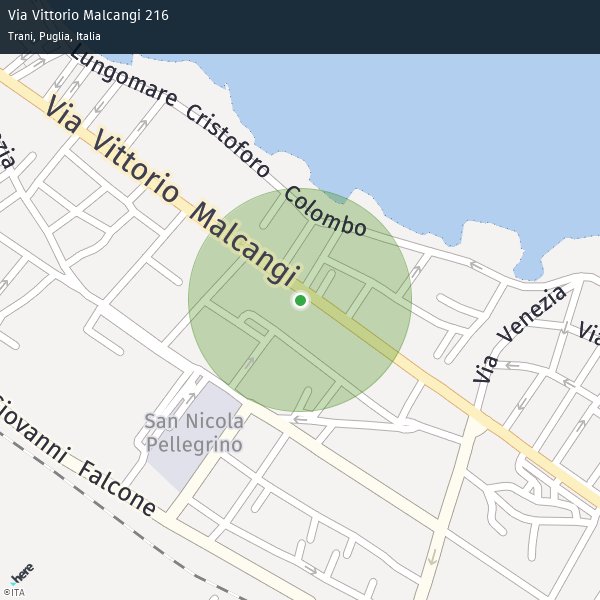 Via Vittorio Malcangi 216
Trani, Puglia, Italia
Lungomare Cristoforo Colombo
Via Vittorio Malcangi
ezia
Via Venezia
Via
San Nicola
Pellegrino
Giovanni Falcone
here
©ITA